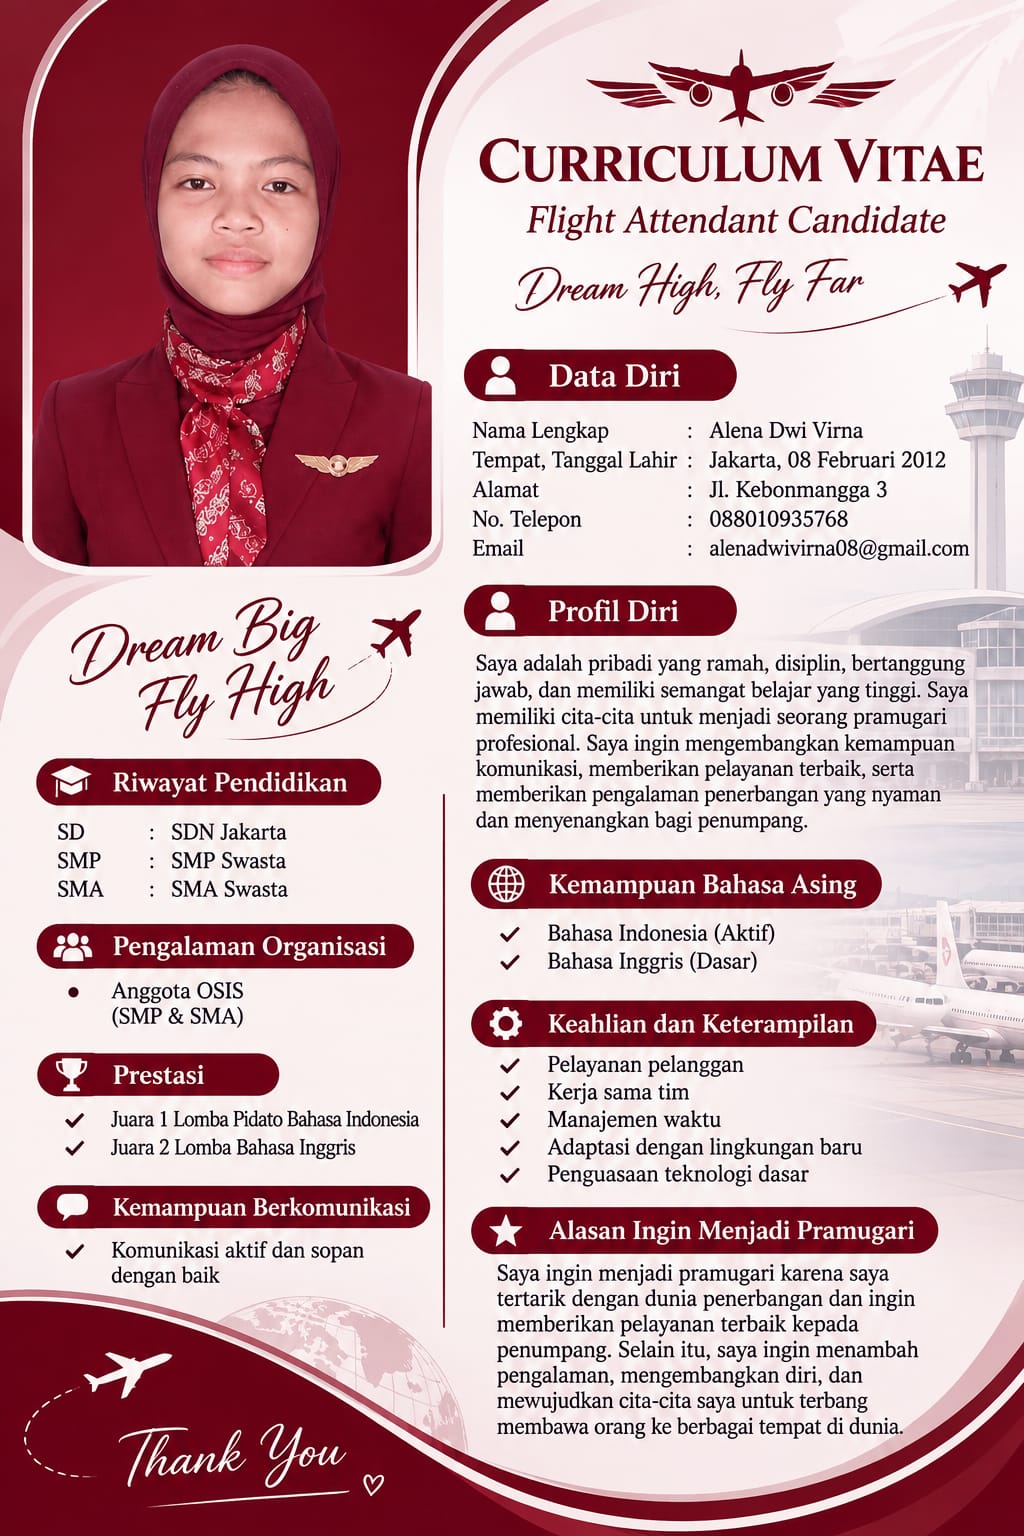 CURRICULUM VITAE
Flight Attendant Candidate
Dream High, Fly Far
Data Diri
Nama Lengkap : Alena Dwi Virna
Tempat, Tanggal Lahir : Jakarta, 08 Februari 2012
Alamat : Jl. Kebonmangga 3
No. Telepon : 088010935768
Email : alenadwivirna08@gmail.com
Profil Diri
Saya adalah pribadi yang ramah, disiplin, bertanggung
jawab, dan memiliki semangat belajar yang tinggi. Saya
memiliki cita-cita untuk menjadi seorang pramugari
profesional. Saya ingin mengembangkan kemampuan
komunikasi, memberikan pelayanan terbaik, serta
memberikan pengalaman penerbangan yang nyaman
dan menyenangkan bagi penumpang.
Kemampuan Bahasa Asing
✓ Bahasa Indonesia (Aktif)
✓ Bahasa Inggris (Dasar)
Keahlian dan Keterampilan
✓ Pelayanan pelanggan
✓ Kerja sama tim
✓ Manajemen waktu
✓ Adaptasi dengan lingkungan baru
✓ Penguasaan teknologi dasar
Alasan Ingin Menjadi Pramugari
Saya ingin menjadi pramugari karena saya
tertarik dengan dunia penerbangan dan ingin
memberikan pelayanan terbaik kepada
penumpang. Selain itu, saya ingin menambah
pengalaman, mengembangkan diri, dan
mewujudkan cita-cita saya untuk terbang
membawa orang ke berbagai tempat di dunia.
Dream Big
Fly High
Riwayat Pendidikan
SD : SDN Jakarta
SMP : SMP Swasta
SMA : SMA Swasta
Pengalaman Organisasi
• Anggota OSIS
(SMP & SMA)
Prestasi
✓ Juara 1 Lomba Pidato Bahasa Indonesia
✓ Juara 2 Lomba Bahasa Inggris
Kemampuan Berkomunikasi
✓ Komunikasi aktif dan sopan
dengan baik
Thank You